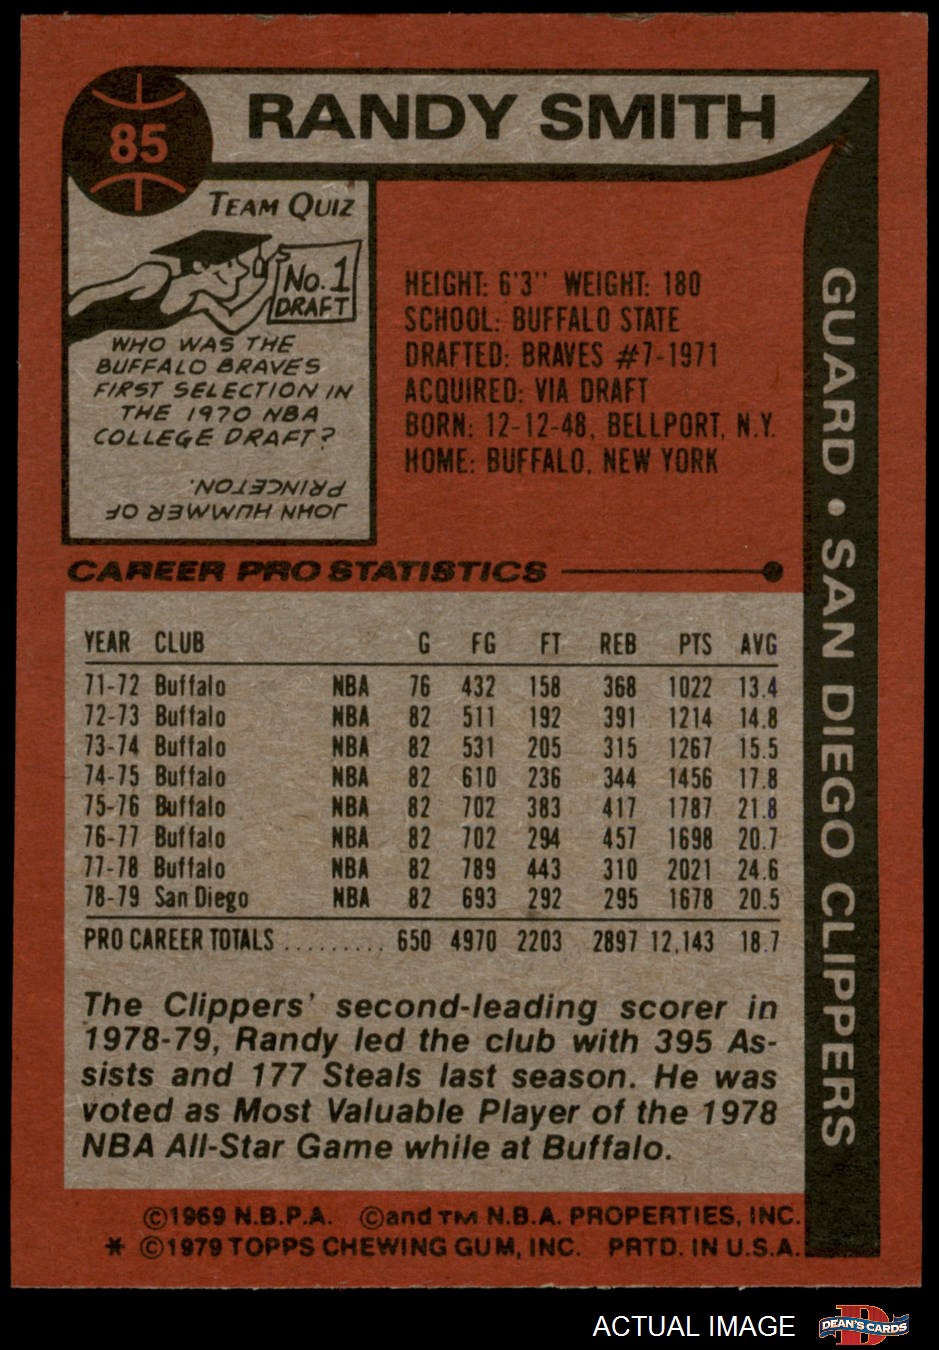 85
RANDY SMITH
TEAM QUIZ
No. 1
DRAFT
WHO WAS THE
BUFFALO BRAVES
FIRST SELECTION IN
THE 1970 NBA
COLLEGE DRAFT?
JOHN HUMMER OF
PRINCETON.
HEIGHT: 6'3" WEIGHT: 180
SCHOOL: BUFFALO STATE
DRAFTED: BRAVES #7-1971
ACQUIRED: VIA DRAFT
BORN: 12-12-48, BELLPORT, N.Y.
HOME: BUFFALO, NEW YORK
GUARD • SAN DIEGO CLIPPERS
CAREER PRO STATISTICS
YEAR CLUB G FG FT REB PTS AVG
71-72 Buffalo NBA 76 432 158 368 1022 13.4
72-73 Buffalo NBA 82 511 192 391 1214 14.8
73-74 Buffalo NBA 82 531 205 315 1267 15.5
74-75 Buffalo NBA 82 610 236 344 1456 17.8
75-76 Buffalo NBA 82 702 383 417 1787 21.8
76-77 Buffalo NBA 82 702 294 457 1698 20.7
77-78 Buffalo NBA 82 789 443 310 2021 24.6
78-79 San Diego NBA 82 693 292 295 1678 20.5
PRO CAREER TOTALS ......... 650 4970 2203 2897 12,143 18.7
The Clippers' second-leading scorer in
1978-79, Randy led the club with 395 As-
sists and 177 Steals last season. He was
voted as Most Valuable Player of the 1978
NBA All-Star Game while at Buffalo.
©1969 N.B.P.A. ©and TM N.B.A. PROPERTIES, INC.
* ©1979 TOPPS CHEWING GUM, INC. PRTD. IN U.S.A.
ACTUAL IMAGE
D
DEAN'S CARDS